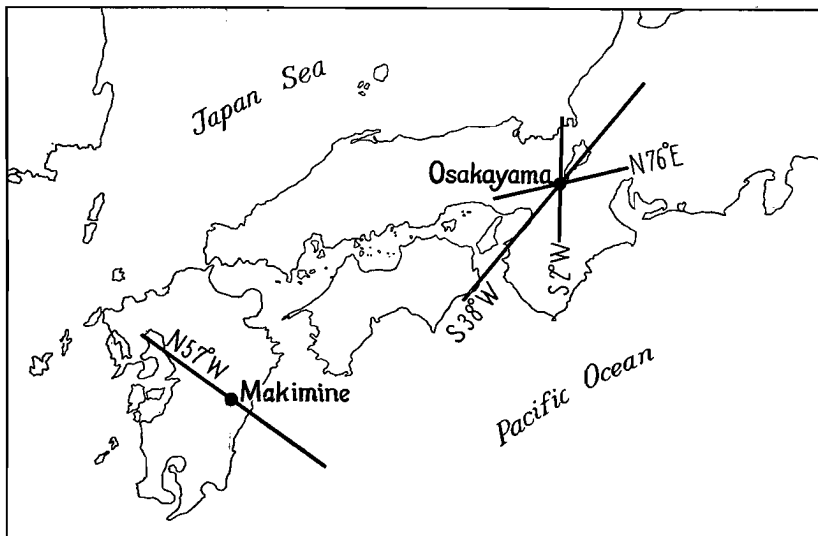 Japan Sea
Osakayama
N76°E
S2°W
S38°W
N57°W
Makimine
Pacific Ocean